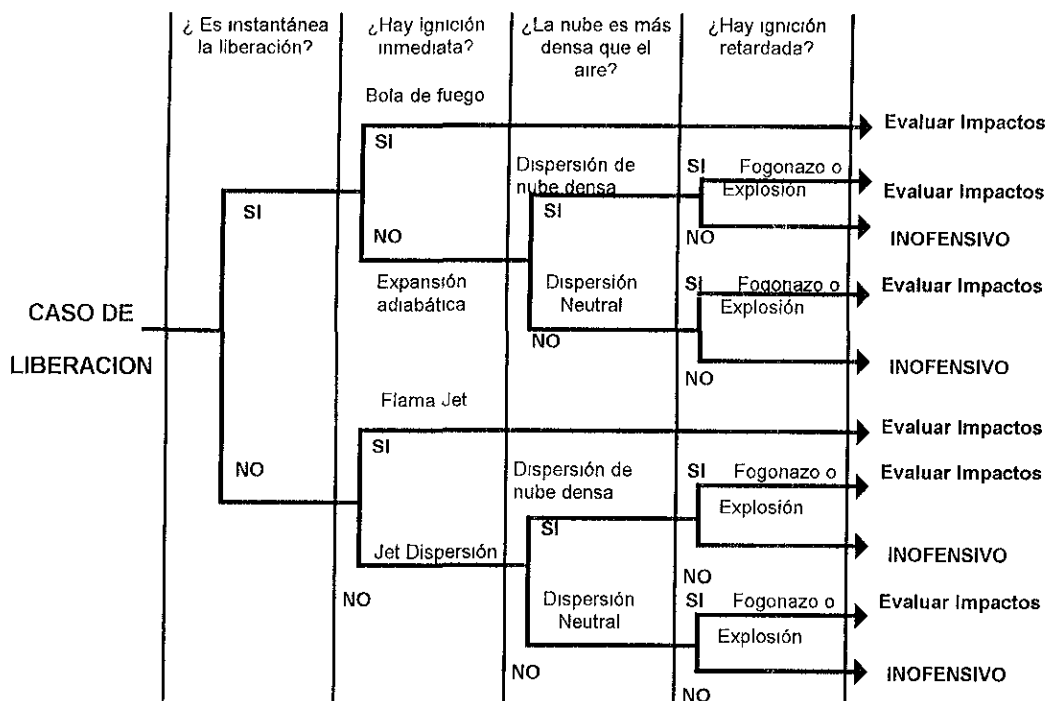 ¿ Es instantánea
la liberación?
¿Hay ignición
inmediata?
¿La nube es más
densa que el
aire?
¿Hay ignición
retardada?
Bola de fuego
SI
Evaluar Impactos
Dispersión de
nube densa
SI
Fogonazo o
Explosión
Evaluar Impactos
SI
SI
NO
NO
INOFENSIVO
Expansión
adiabática
Dispersión
Neutral
SI
Fogonazo o
Explosión
Evaluar Impactos
CASO DE
LIBERACION
NO
NO
INOFENSIVO
Flama Jet
SI
Evaluar Impactos
NO
Dispersión de
nube densa
SI
Fogonazo o
Explosión
Evaluar Impactos
SI
Jet Dispersión
NO
INOFENSIVO
NO
Dispersión
Neutral
SI
Fogonazo o
Explosión
Evaluar Impactos
NO
NO
INOFENSIVO